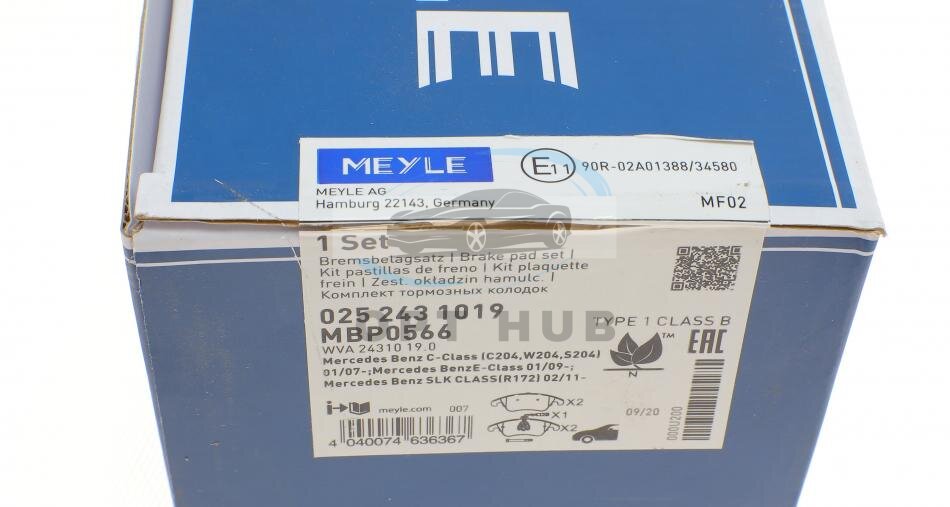 MEYLE
E11 90R-02A01388/34580
MEYLE AG
Hamburg 22143, Germany
MF02
1 Set
Bremsbelagsatz | Brake pad set |
Kit pastillas de freno | Kit plaquette
frein | Zest. okładzin hamulc. |
Комплект тормозных колодок
025 243 1019
MBP0566
HUB
TYPE 1 CLASS B
WVA 24310 19.0
Mercedes Benz C-Class (C204,W204,S204)
01/07-;Mercedes BenzE-Class 01/09-;
Mercedes Benz SLK CLASS(R172) 02/11-
TM
EAC
N
meyle.com 007
X2
X1
X2
09/20
000U200
4 040074 636367